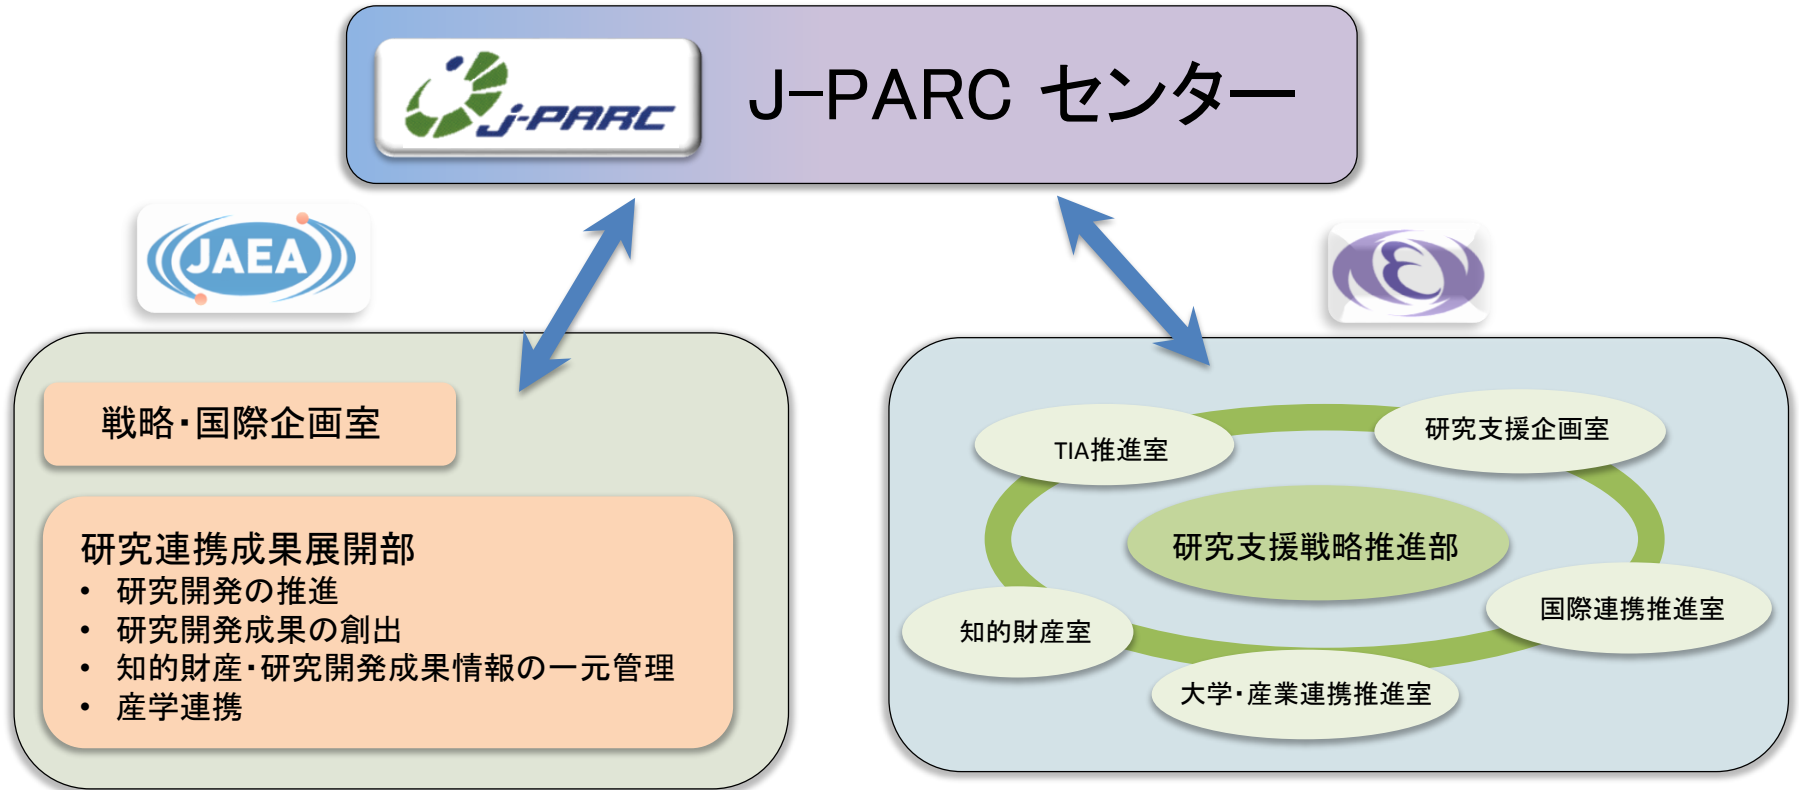 J-PARC
J-PARC センター
JAEA
戦略・国際企画室
研究連携成果展開部
• 研究開発の推進
• 研究開発成果の創出
• 知的財産・研究開発成果情報の一元管理
• 産学連携
TIA推進室
研究支援企画室
研究支援戦略推進部
国際連携推進室
知的財産室
大学・産業連携推進室